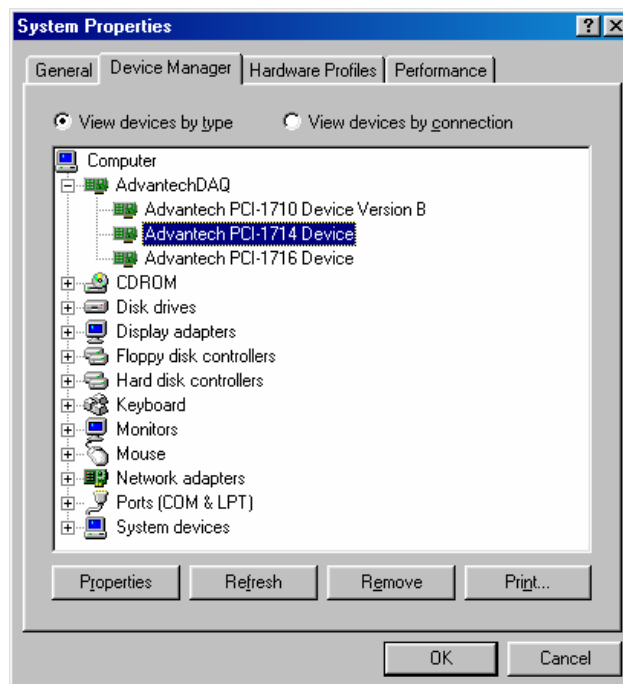 System Properties
General Device Manager Hardware Profiles Performance
View devices by type View devices by connection
Computer
AdvantechDAQ
Advantech PCI-1710 Device Version B
Advantech PCI-1714 Device
Advantech PCI-1716 Device
CDROM
Disk drives
Display adapters
Floppy disk controllers
Hard disk controllers
Keyboard
Monitors
Mouse
Network adapters
Ports (COM & LPT)
System devices
Properties Refresh Remove Print...
OK Cancel